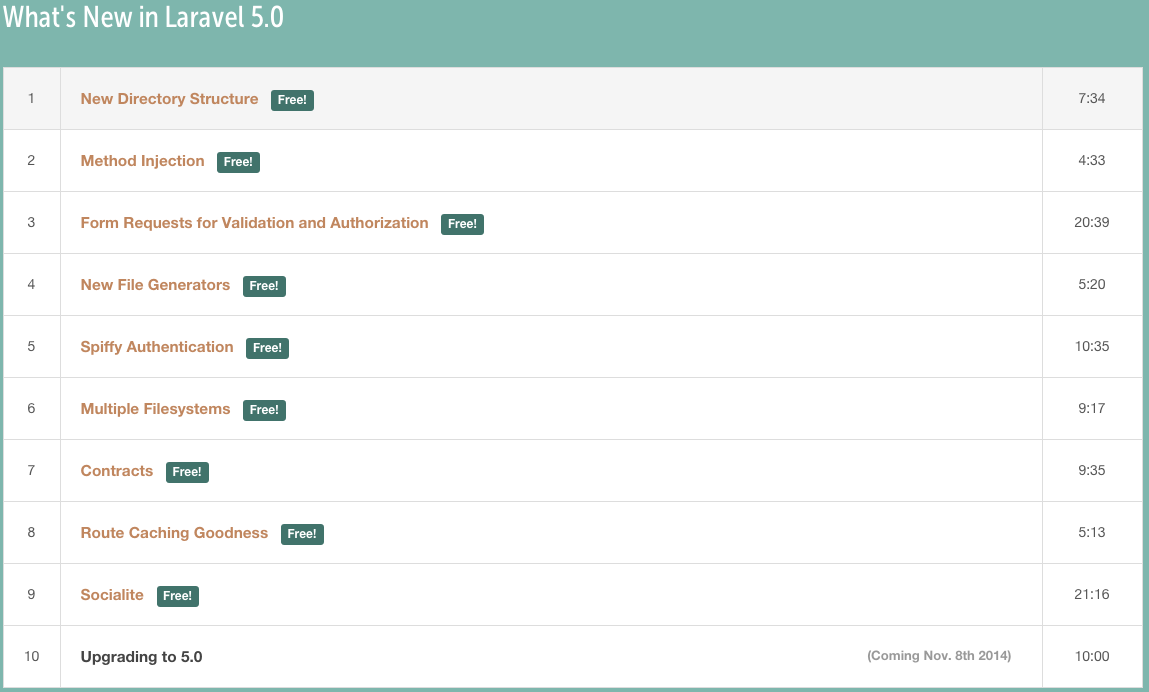 What's New in Laravel 5.0
1 New Directory Structure Free! 7:34
2 Method Injection Free! 4:33
3 Form Requests for Validation and Authorization Free! 20:39
4 New File Generators Free! 5:20
5 Spiffy Authentication Free! 10:35
6 Multiple Filesystems Free! 9:17
7 Contracts Free! 9:35
8 Route Caching Goodness Free! 5:13
9 Socialite Free! 21:16
10 Upgrading to 5.0 (Coming Nov. 8th 2014) 10:00